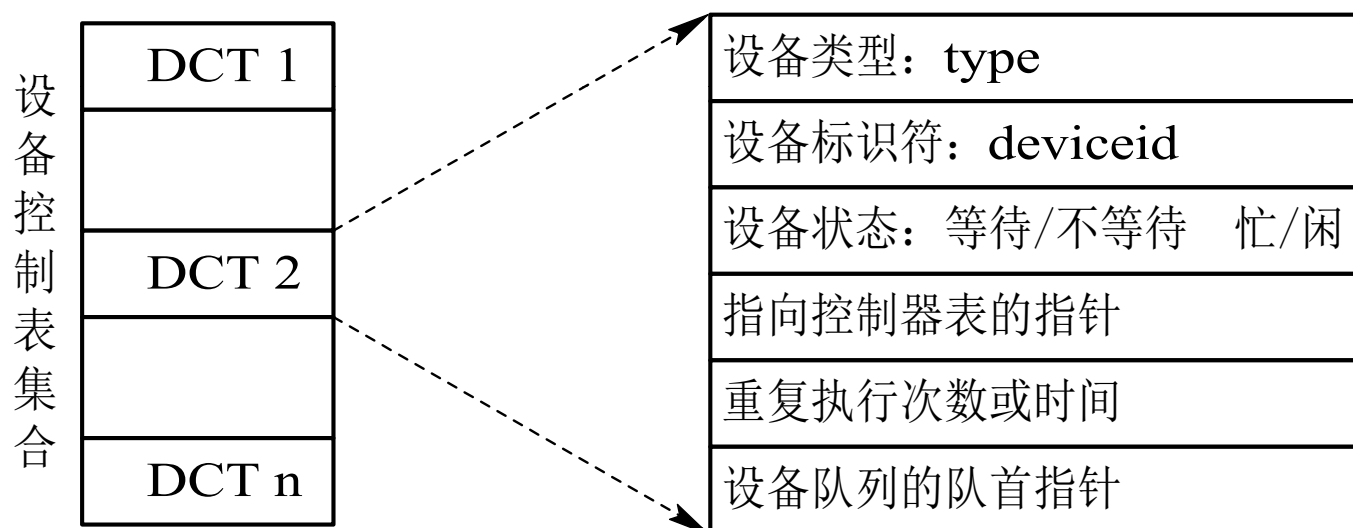 设备控制表集合
DCT 1
DCT 2
DCT n
设备类型：type
设备标识符：deviceid
设备状态：等待/不等待　忙/闲
指向控制器表的指针
重复执行次数或时间
设备队列的队首指针